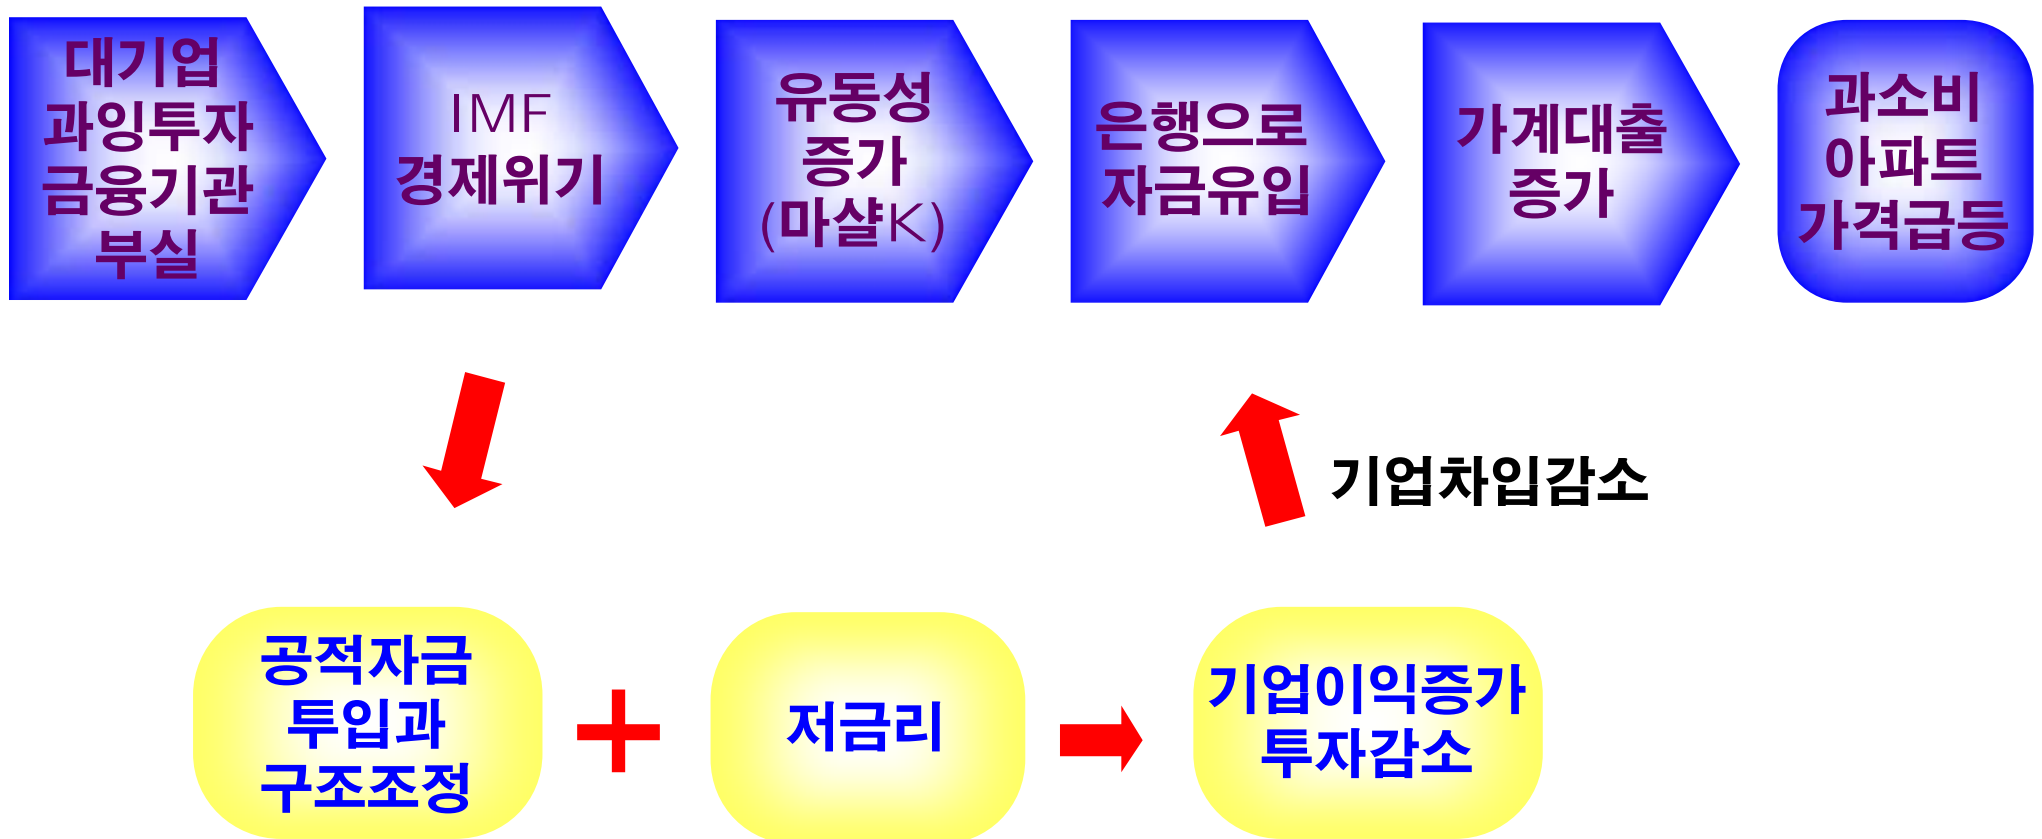 대기업
과잉투자
금융기관
부실
IMF
경제위기
유동성
증가
(마샬K)
은행으로
자금유입
가계대출
증가
과소비
아파트
가격급등
기업차입감소
공적자금
투입과
구조조정
+
저금리
기업이익증가
투자감소